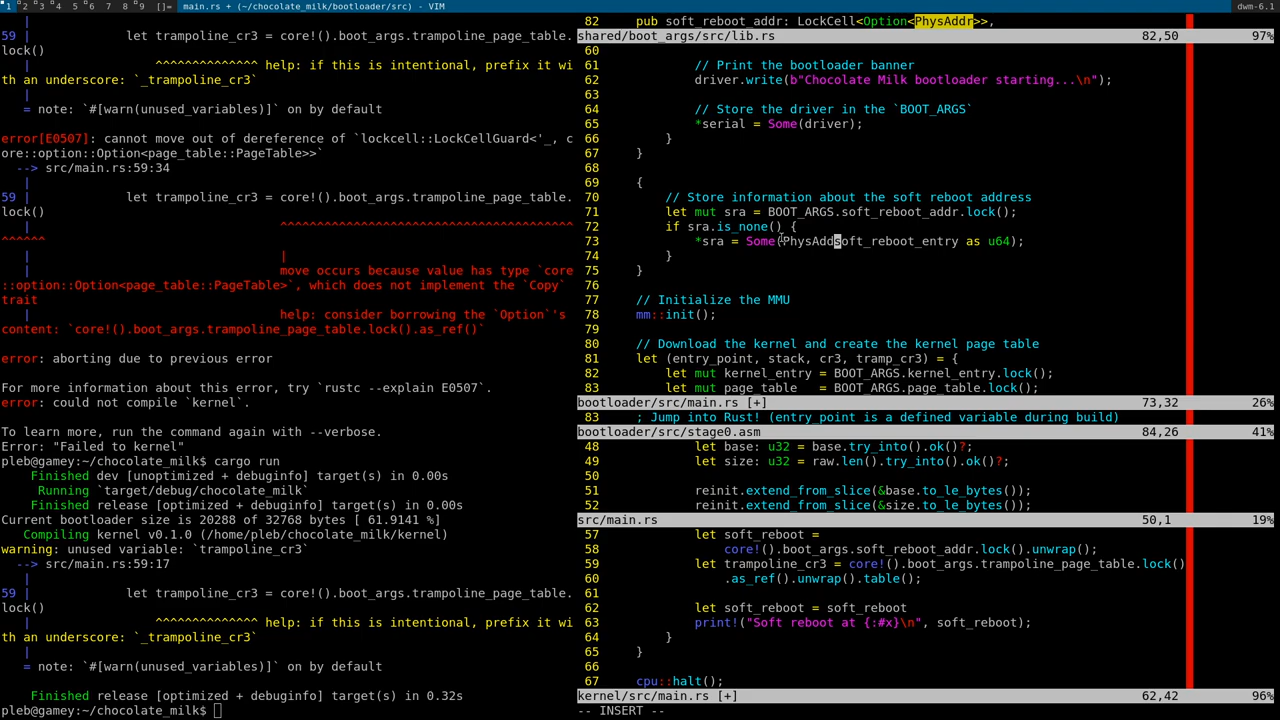 1 2 3 4 5 6 7 8 9 []= main.rs + (~/chocolate_milk/bootloader/src) - VIM dwm-6.1
|
59 | let trampoline_cr3 = core!().boot_args.trampoline_page_table.
lock()
| ^^^^^^^^^^^^^^ help: if this is intentional, prefix it wi
th an underscore: `_trampoline_cr3`
|
= note: `#[warn(unused_variables)]` on by default
error[E0507]: cannot move out of dereference of `lockcell::LockCellGuard<'_, c
ore::option::Option<page_table::PageTable>>`
--> src/main.rs:59:34
|
59 | let trampoline_cr3 = core!().boot_args.trampoline_page_table.
lock()
| ^^^^^^^^^^^^^^^^^^^^^^^^^^^^^^^^^^^^^^^
^^^^^^
| |
| move occurs because value has type `core
::option::Option<page_table::PageTable>`, which does not implement the `Copy`
trait
| help: consider borrowing the `Option`'s
content: `core!().boot_args.trampoline_page_table.lock().as_ref()`
error: aborting due to previous error
For more information about this error, try `rustc --explain E0507`.
error: could not compile `kernel`.
To learn more, run the command again with --verbose.
Error: "Failed to kernel"
pleb@gamey:~/chocolate_milk$ cargo run
Finished dev [unoptimized + debuginfo] target(s) in 0.00s
Running `target/debug/chocolate_milk`
Finished release [optimized + debuginfo] target(s) in 0.00s
Current bootloader size is 20288 of 32768 bytes [ 61.9141 %]
Compiling kernel v0.1.0 (/home/pleb/chocolate_milk/kernel)
warning: unused variable: `trampoline_cr3`
--> src/main.rs:59:17
|
59 | let trampoline_cr3 = core!().boot_args.trampoline_page_table.
lock()
| ^^^^^^^^^^^^^^ help: if this is intentional, prefix it wi
th an underscore: `_trampoline_cr3`
|
= note: `#[warn(unused_variables)]` on by default
Finished release [optimized + debuginfo] target(s) in 0.32s
pleb@gamey:~/chocolate_milk$
82 pub soft_reboot_addr: LockCell<Option<PhysAddr>>,
shared/boot_args/src/lib.rs 82,50 97%
60
61 // Print the bootloader banner
62 driver.write(b"Chocolate Milk bootloader starting...\n");
63
64 // Store the driver in the `BOOT_ARGS`
65 *serial = Some(driver);
66 }
67 }
68
69 {
70 // Store information about the soft reboot address
71 let mut sra = BOOT_ARGS.soft_reboot_addr.lock();
72 if sra.is_none() {
73 *sra = Some(PhysAddsoft_reboot_entry as u64);
74 }
75 }
76
77 // Initialize the MMU
78 mm::init();
79
80 // Download the kernel and create the kernel page table
81 let (entry_point, stack, cr3, tramp_cr3) = {
82 let mut kernel_entry = BOOT_ARGS.kernel_entry.lock();
83 let mut page_table = BOOT_ARGS.page_table.lock();
bootloader/src/main.rs [+] 73,32 26%
83 ; Jump into Rust! (entry_point is a defined variable during build)
bootloader/src/stage0.asm 84,26 41%
48 let base: u32 = base.try_into().ok()?;
49 let size: u32 = raw.len().try_into().ok()?;
50
51 reinit.extend_from_slice(&base.to_le_bytes());
52 reinit.extend_from_slice(&size.to_le_bytes());
src/main.rs 50,1 19%
57 let soft_reboot =
58 core!().boot_args.soft_reboot_addr.lock().unwrap();
59 let trampoline_cr3 = core!().boot_args.trampoline_page_table.lock()
60 .as_ref().unwrap().table();
61
62 let soft_reboot = soft_reboot
63 print!("Soft reboot at {:#x}\n", soft_reboot);
64 }
65 }
66
67 cpu::halt();
kernel/src/main.rs [+] 62,42 96%
-- INSERT --